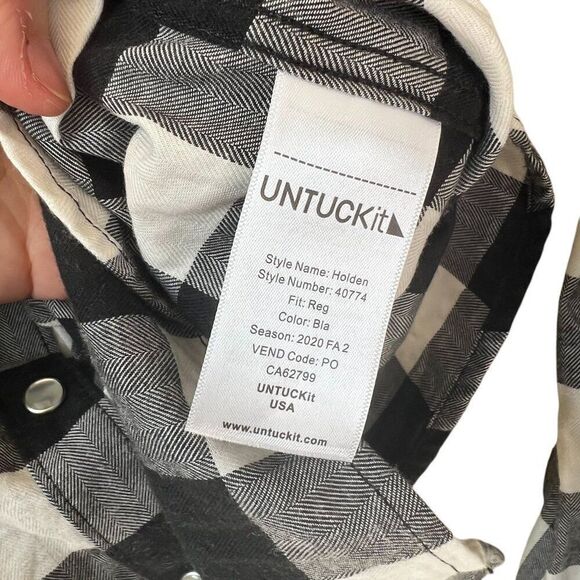 UNTUCKit
Style Name: Holden
Style Number: 40774
Fit: Reg
Color: Bla
Season: 2020 FA 2
VEND Code: PO
CA62799
UNTUCKit
USA
www.untuckit.com